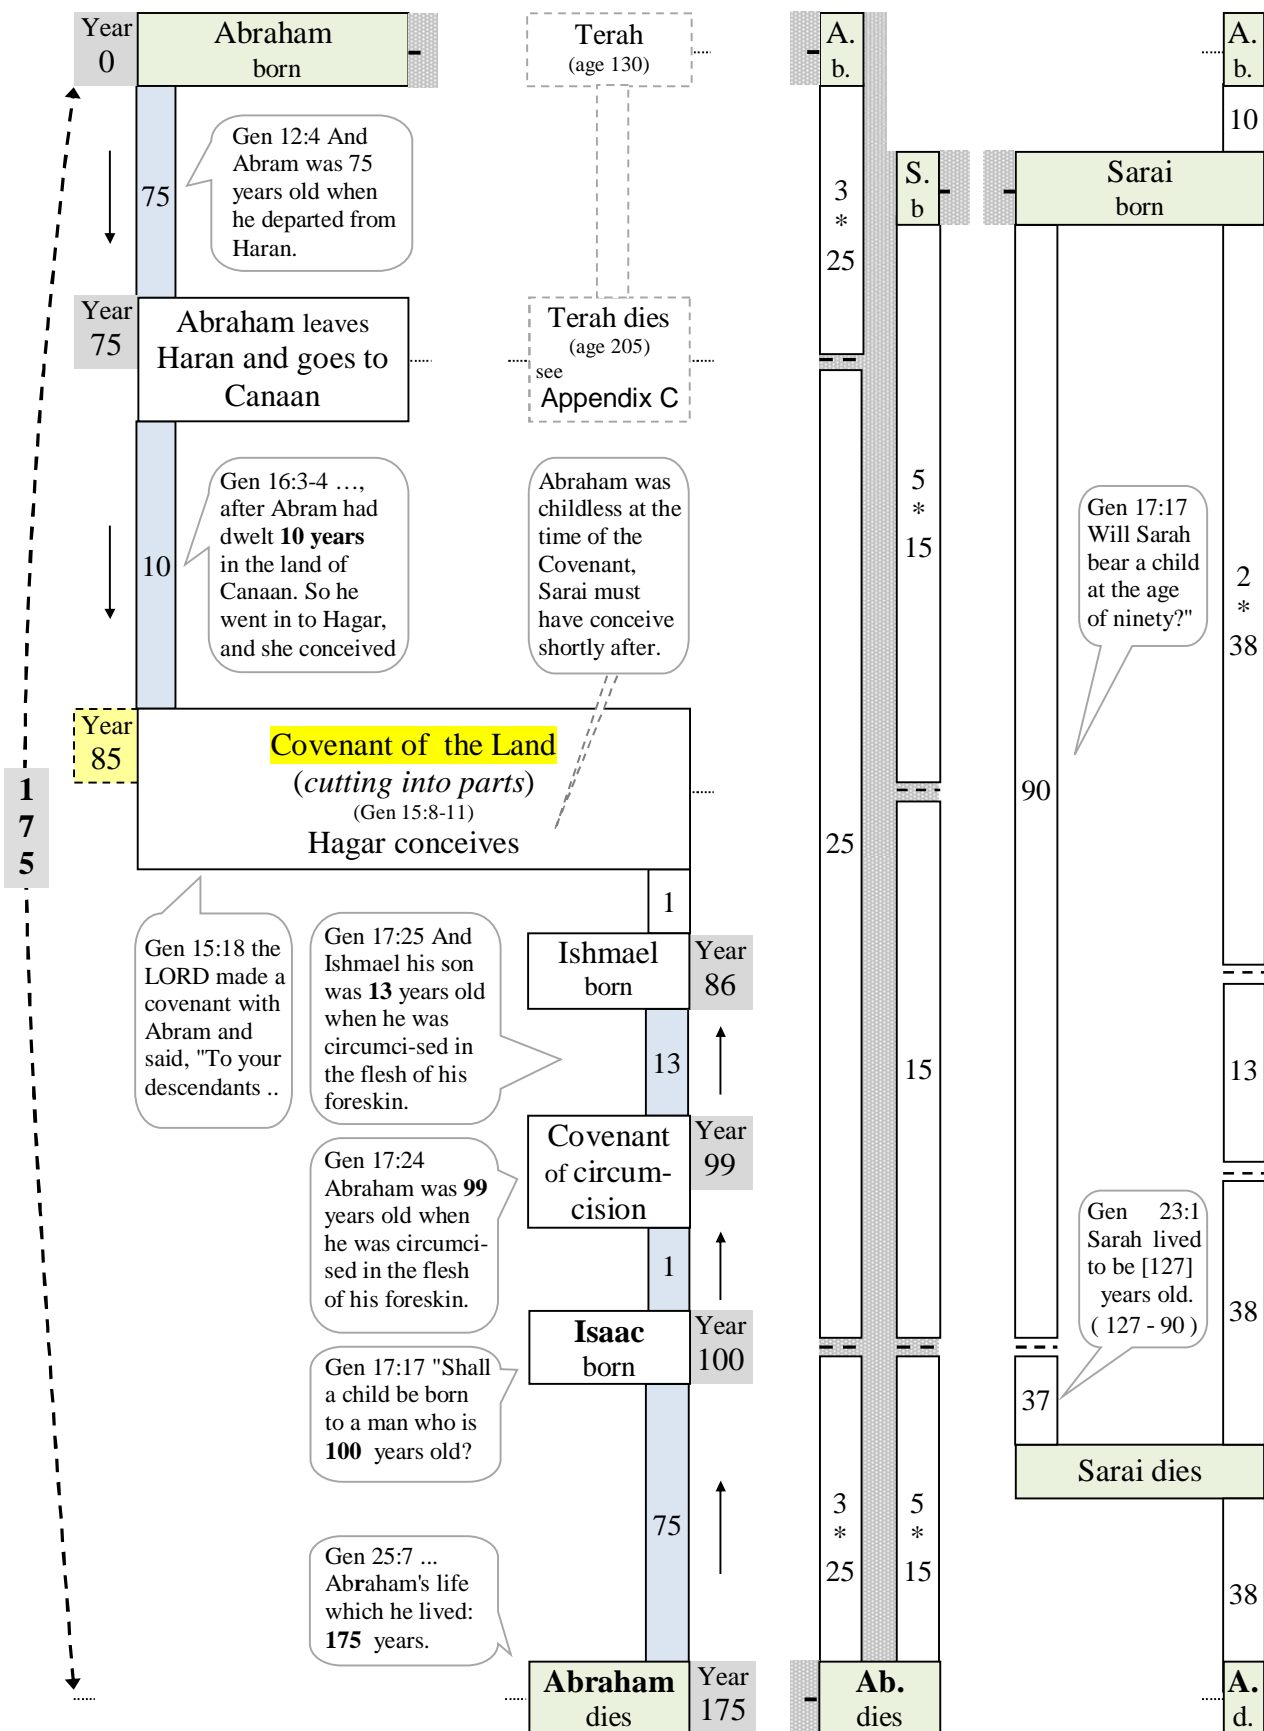 Year
0
Abraham
born
Terah
(age 130)
A.
b.
A.
b.
10
Gen 12:4 And
Abram was 75
years old when
he departed from
Haran.
75
3
*
25
S.
b
Sarai
born
Year
75
Abraham leaves
Haran and goes to
Canaan
Terah dies
(age 205)
see
Appendix C
Gen 16:3-4 …,
after Abram had
dwelt 10 years
in the land of
Canaan. So he
went in to Hagar,
and she conceived
10
Abraham was
childless at the
time of the
Covenant,
Sarai must
have conceive
shortly after.
5
*
15
Gen 17:17
Will Sarah
bear a child
at the age
of ninety?"
2
*
38
Year
85
Covenant of the Land
(cutting into parts)
(Gen 15:8-11)
Hagar conceives
1
7
5
25
90
1
Gen 15:18 the
LORD made a
covenant with
Abram and
said, "To your
descendants ..
Gen 17:25 And
Ishmael his son
was 13 years old
when he was
circumci-sed in
the flesh of his
foreskin.
Ishmael
born
Year
86
13
15
13
Covenant
of circum-
cision
Year
99
Gen 17:24
Abraham was 99
years old when
he was circumci-
sed in the flesh
of his foreskin.
1
Gen 23:1
Sarah lived
to be [127]
years old.
( 127 - 90 )
38
Isaac
born
Year
100
Gen 17:17 "Shall
a child be born
to a man who is
100 years old?
37
Sarai dies
75
3
*
25
5
*
15
38
Gen 25:7 ...
Abraham's life
which he lived:
175 years.
Abraham
dies
Year
175
Ab.
dies
A.
d.